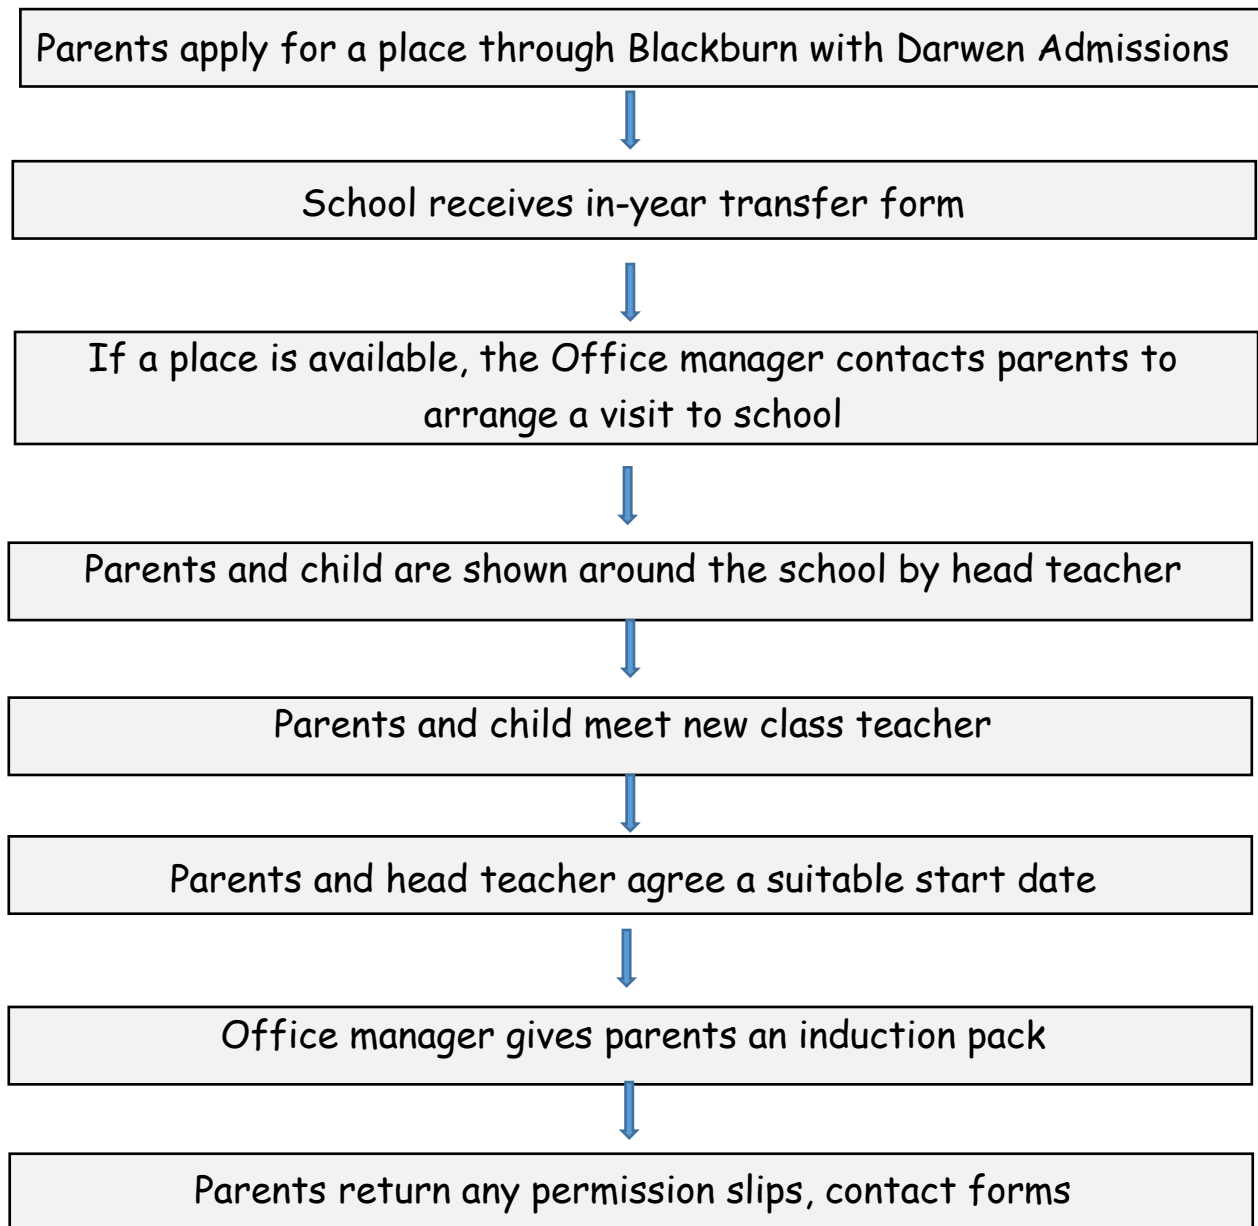 Parents apply for a place through Blackburn with Darwen Admissions
School receives in-year transfer form
If a place is available, the Office manager contacts parents to
arrange a visit to school
Parents and child are shown around the school by head teacher
Parents and child meet new class teacher
Parents and head teacher agree a suitable start date
Office manager gives parents an induction pack
Parents return any permission slips, contact forms